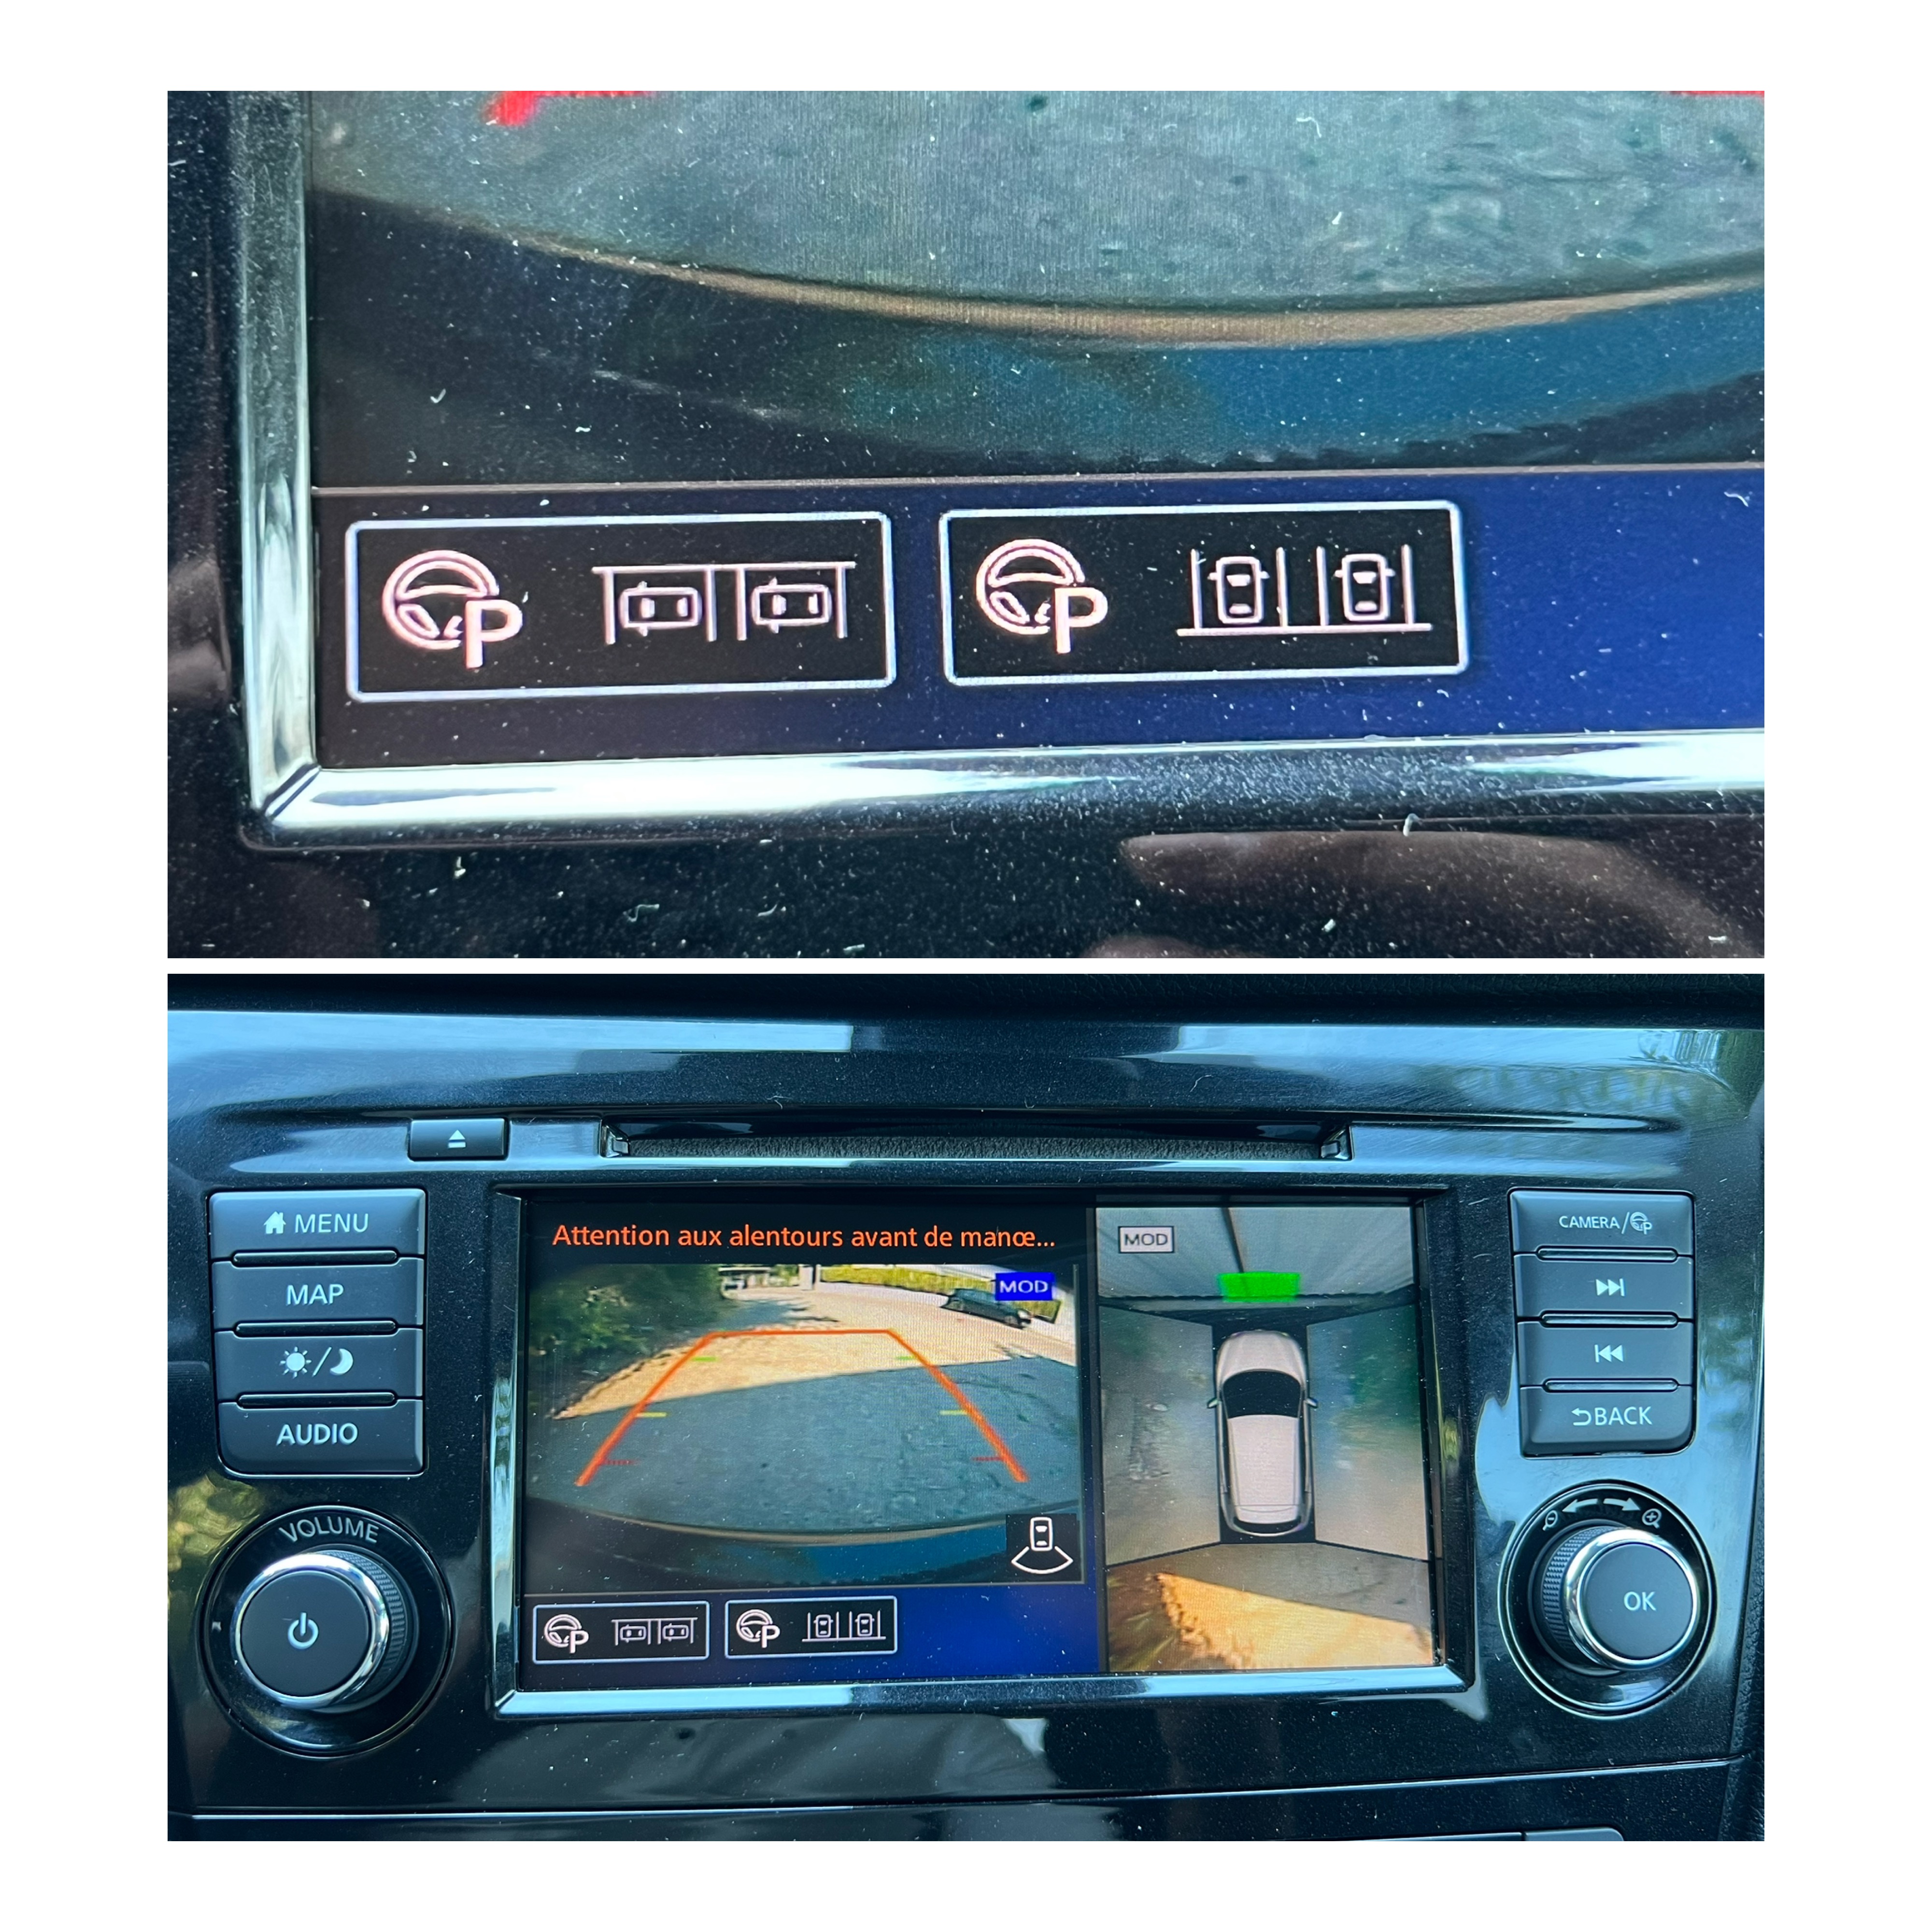 P
P
MENU
MAP
AUDIO
VOLUME
Attention aux alentours avant de manœ...
MOD
MOD
P
P
CAMERA/P
BACK
OK